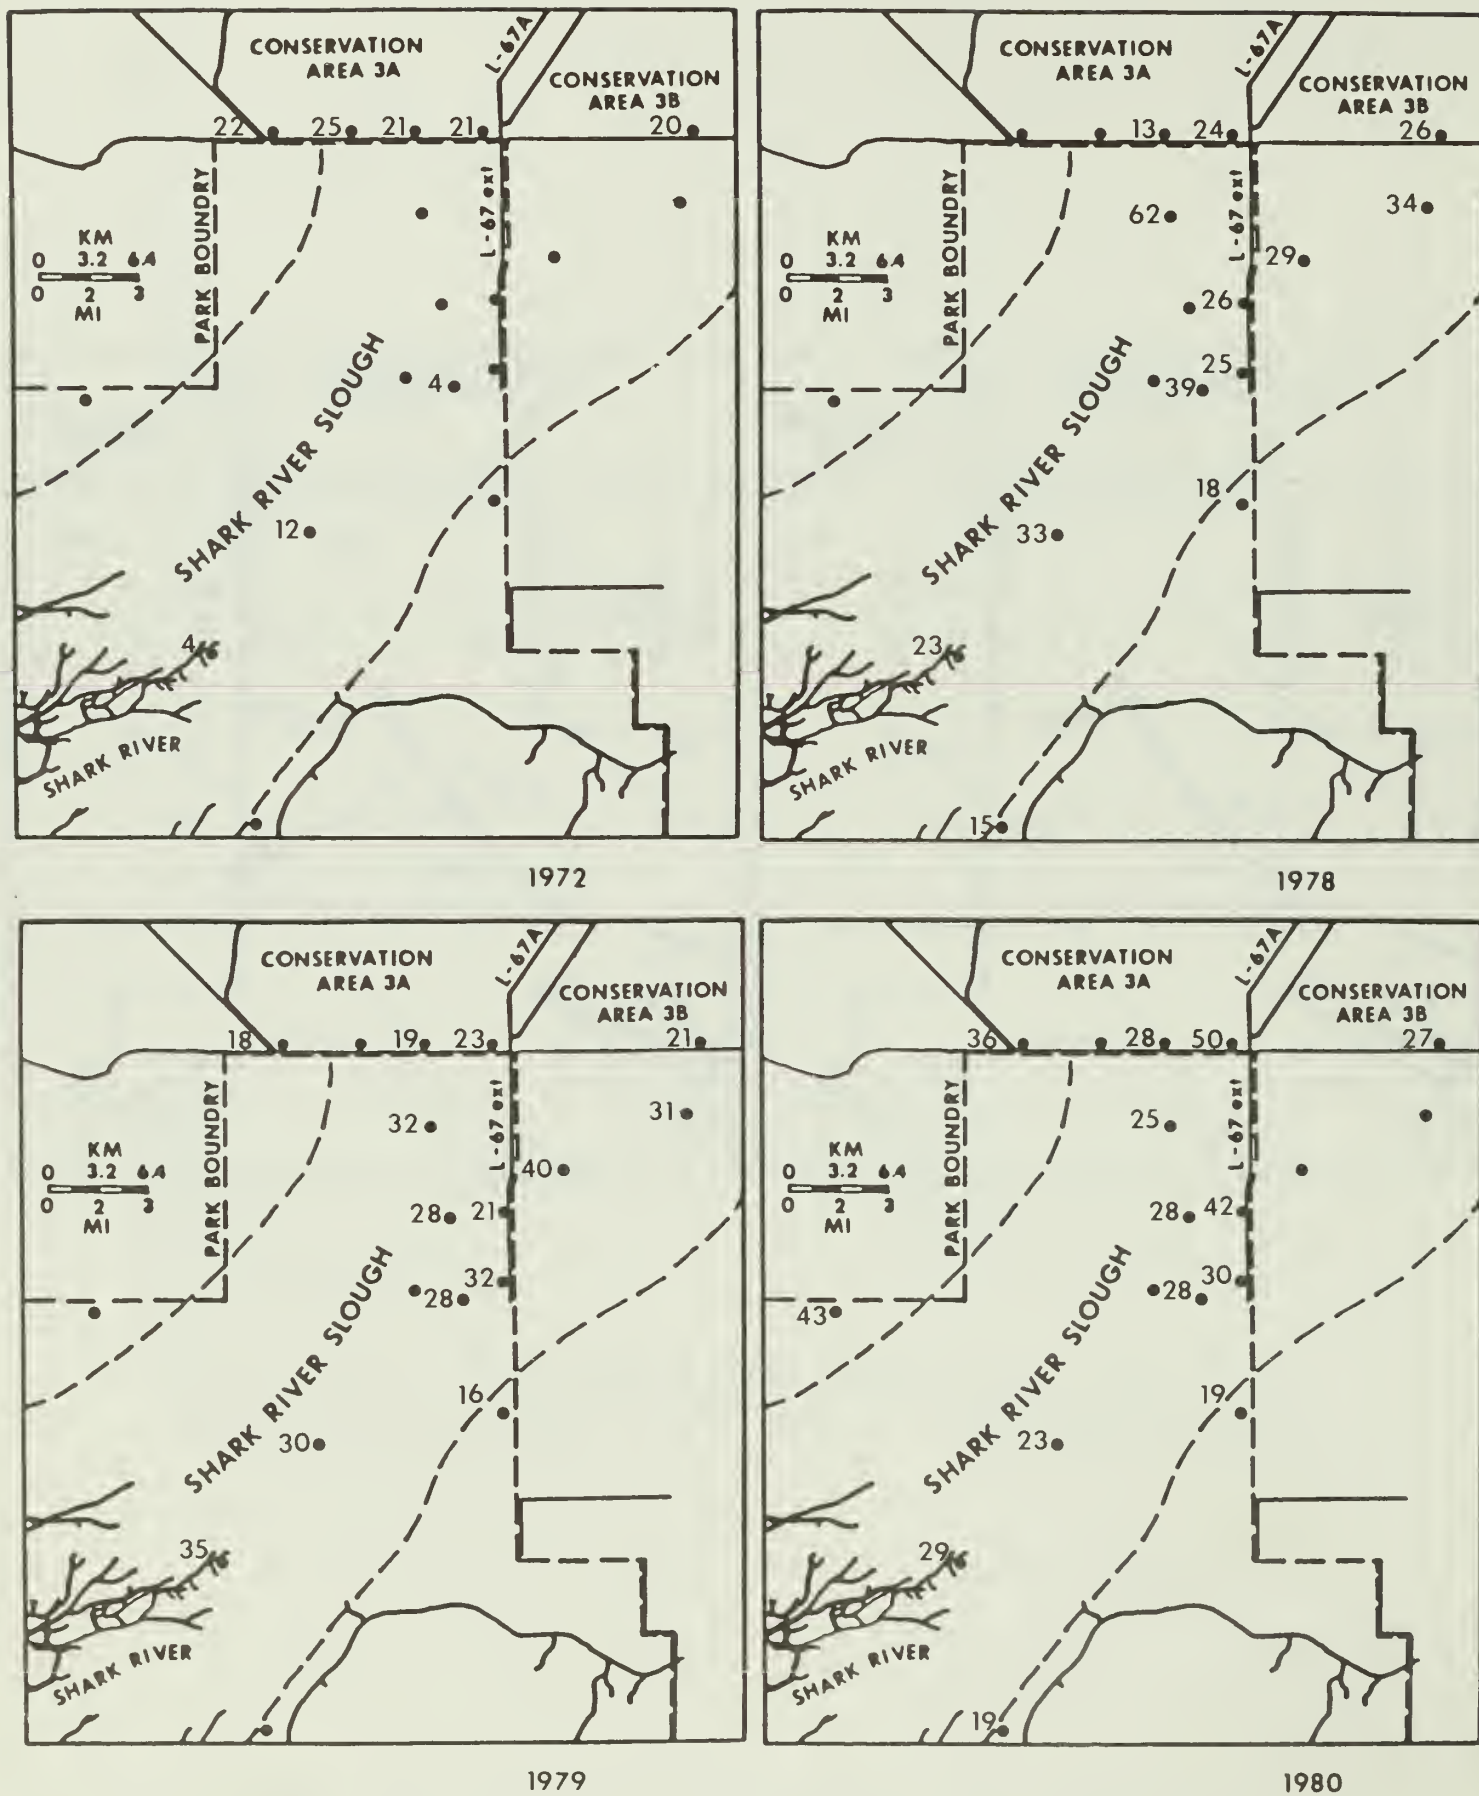 CONSERVATION
AREA 3A
L-67A
CONSERVATION
AREA 3B
22 25 21 21 20
PARK BOUNDRY
L-67 ext
KM
0 3.2 6.4
0 2 3
MI
4
SHARK RIVER SLOUGH
12
4
SHARK RIVER
1972
CONSERVATION
AREA 3A
L-67A
CONSERVATION
AREA 3B
13 24 26
PARK BOUNDRY
L-67 ext
62
34
29
KM
0 3.2 6.4
0 2 3
MI
26
25
39
SHARK RIVER SLOUGH
18
33
23
SHARK RIVER
15
1978
CONSERVATION
AREA 3A
L-67A
CONSERVATION
AREA 3B
18 19 23 21
PARK BOUNDRY
L-67 ext
32
31
40
KM
0 3.2 6.4
0 2 3
MI
28 21
32
28
SHARK RIVER SLOUGH
16
30
35
SHARK RIVER
1979
CONSERVATION
AREA 3A
L-67A
CONSERVATION
AREA 3B
36 28 50 27
PARK BOUNDRY
L-67 ext
25
KM
0 3.2 6.4
0 2 3
MI
28 42
30
28
43
SHARK RIVER SLOUGH
19
23
29
SHARK RIVER
19
1980